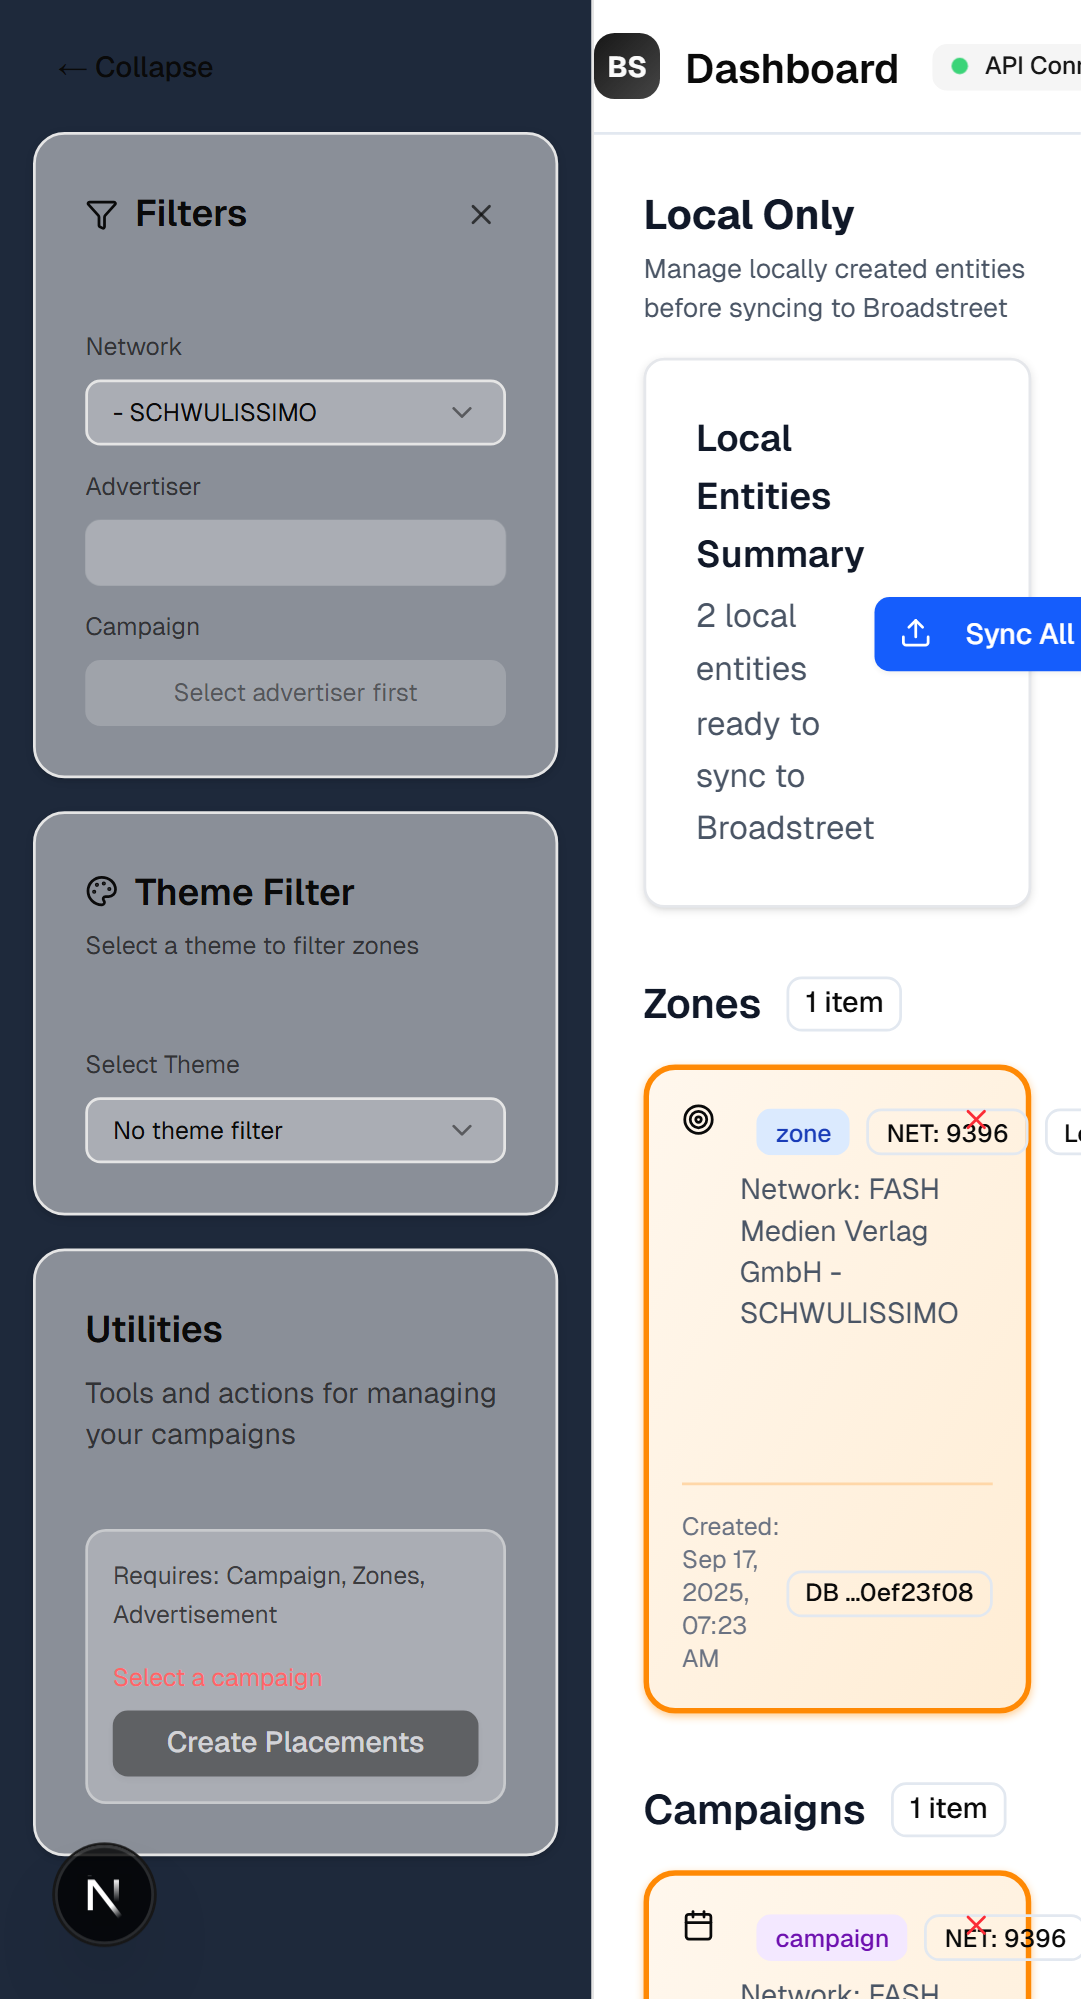 ← Collapse
Filters
Network
- SCHWULISSIMO
Advertiser
Campaign
Select advertiser first
Theme Filter
Select a theme to filter zones
Select Theme
No theme filter
Utilities
Tools and actions for managing
your campaigns
Requires: Campaign, Zones,
Advertisement
Select a campaign
Create Placements
N
BS Dashboard API Conn
Local Only
Manage locally created entities
before syncing to Broadstreet
Local
Entities
Summary
2 local
entities
ready to
sync to
Broadstreet
Sync All
Zones 1 item
zone NET: 9396 Lo
Network: FASH
Medien Verlag
GmbH -
SCHWULISSIMO
Created:
Sep 17,
2025,
07:23
AM
DB ...0ef23f08
Campaigns 1 item
campaign NET: 9396
Network: FASH